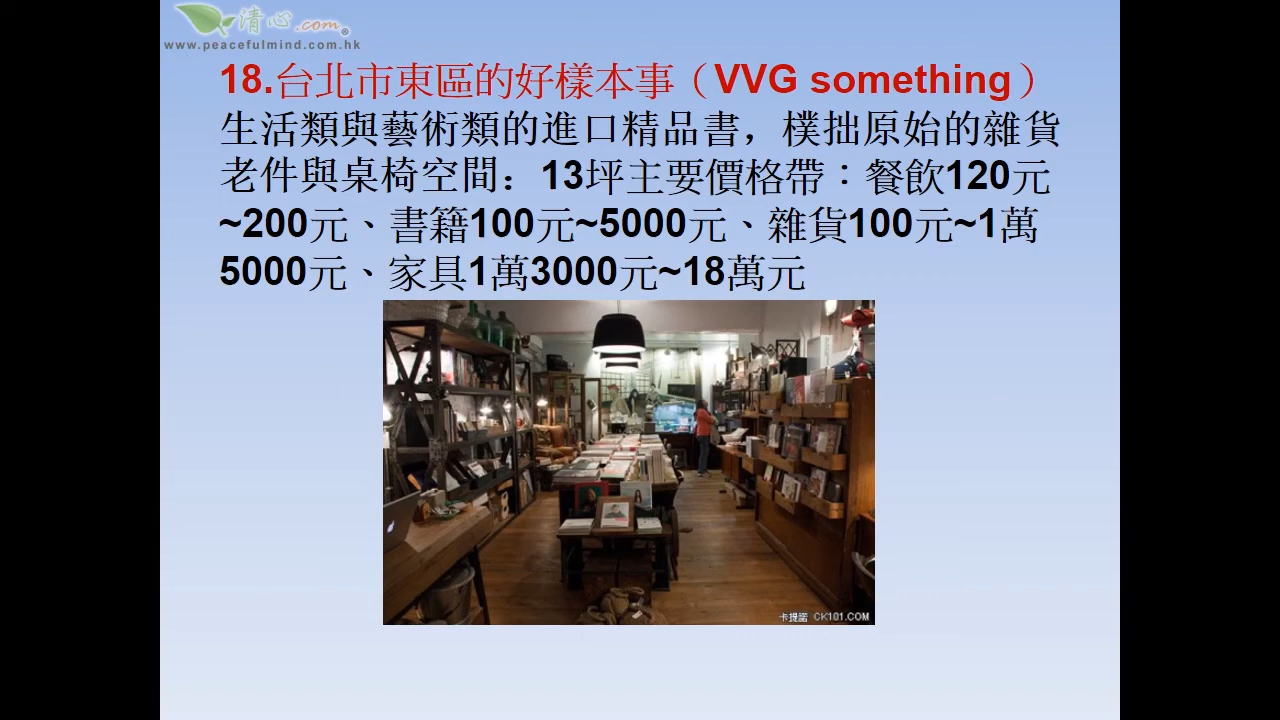 清心.com®
www.peacefulmind.com.hk
18.台北市東區的好樣本事（VVG something）
生活類與藝術類的進口精品書，樸拙原始的雜貨
老件與桌椅空間：13坪主要價格帶：餐飲120元
~200元、書籍100元~5000元、雜貨100元~1萬
5000元、家具1萬3000元~18萬元
卡提諾 CK101.COM